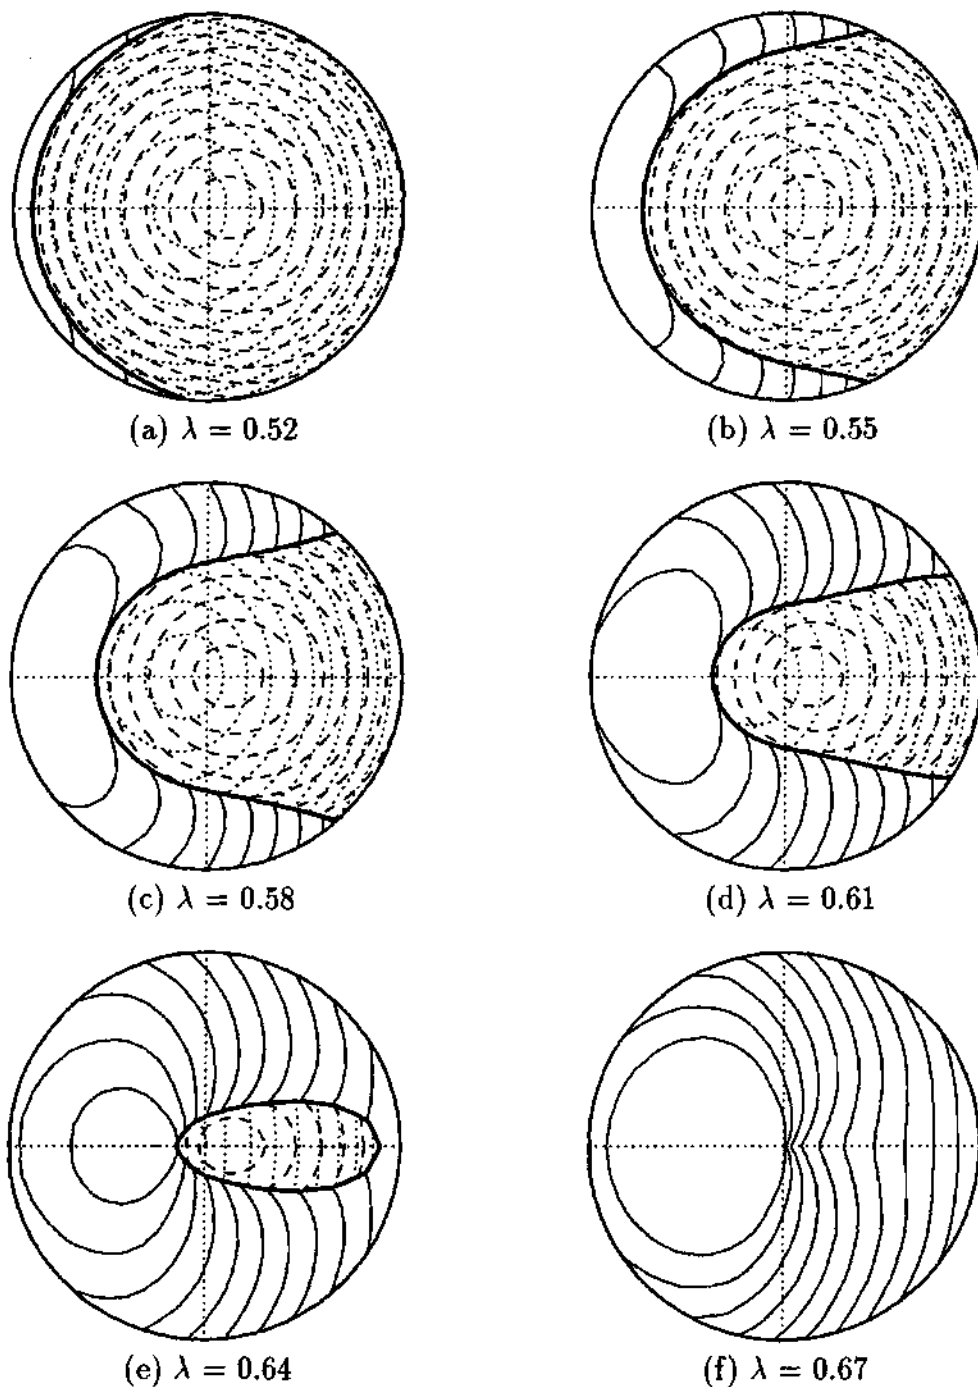 (a) λ = 0.52
(b) λ = 0.55
(c) λ = 0.58
(d) λ = 0.61
(e) λ = 0.64
(f) λ = 0.67